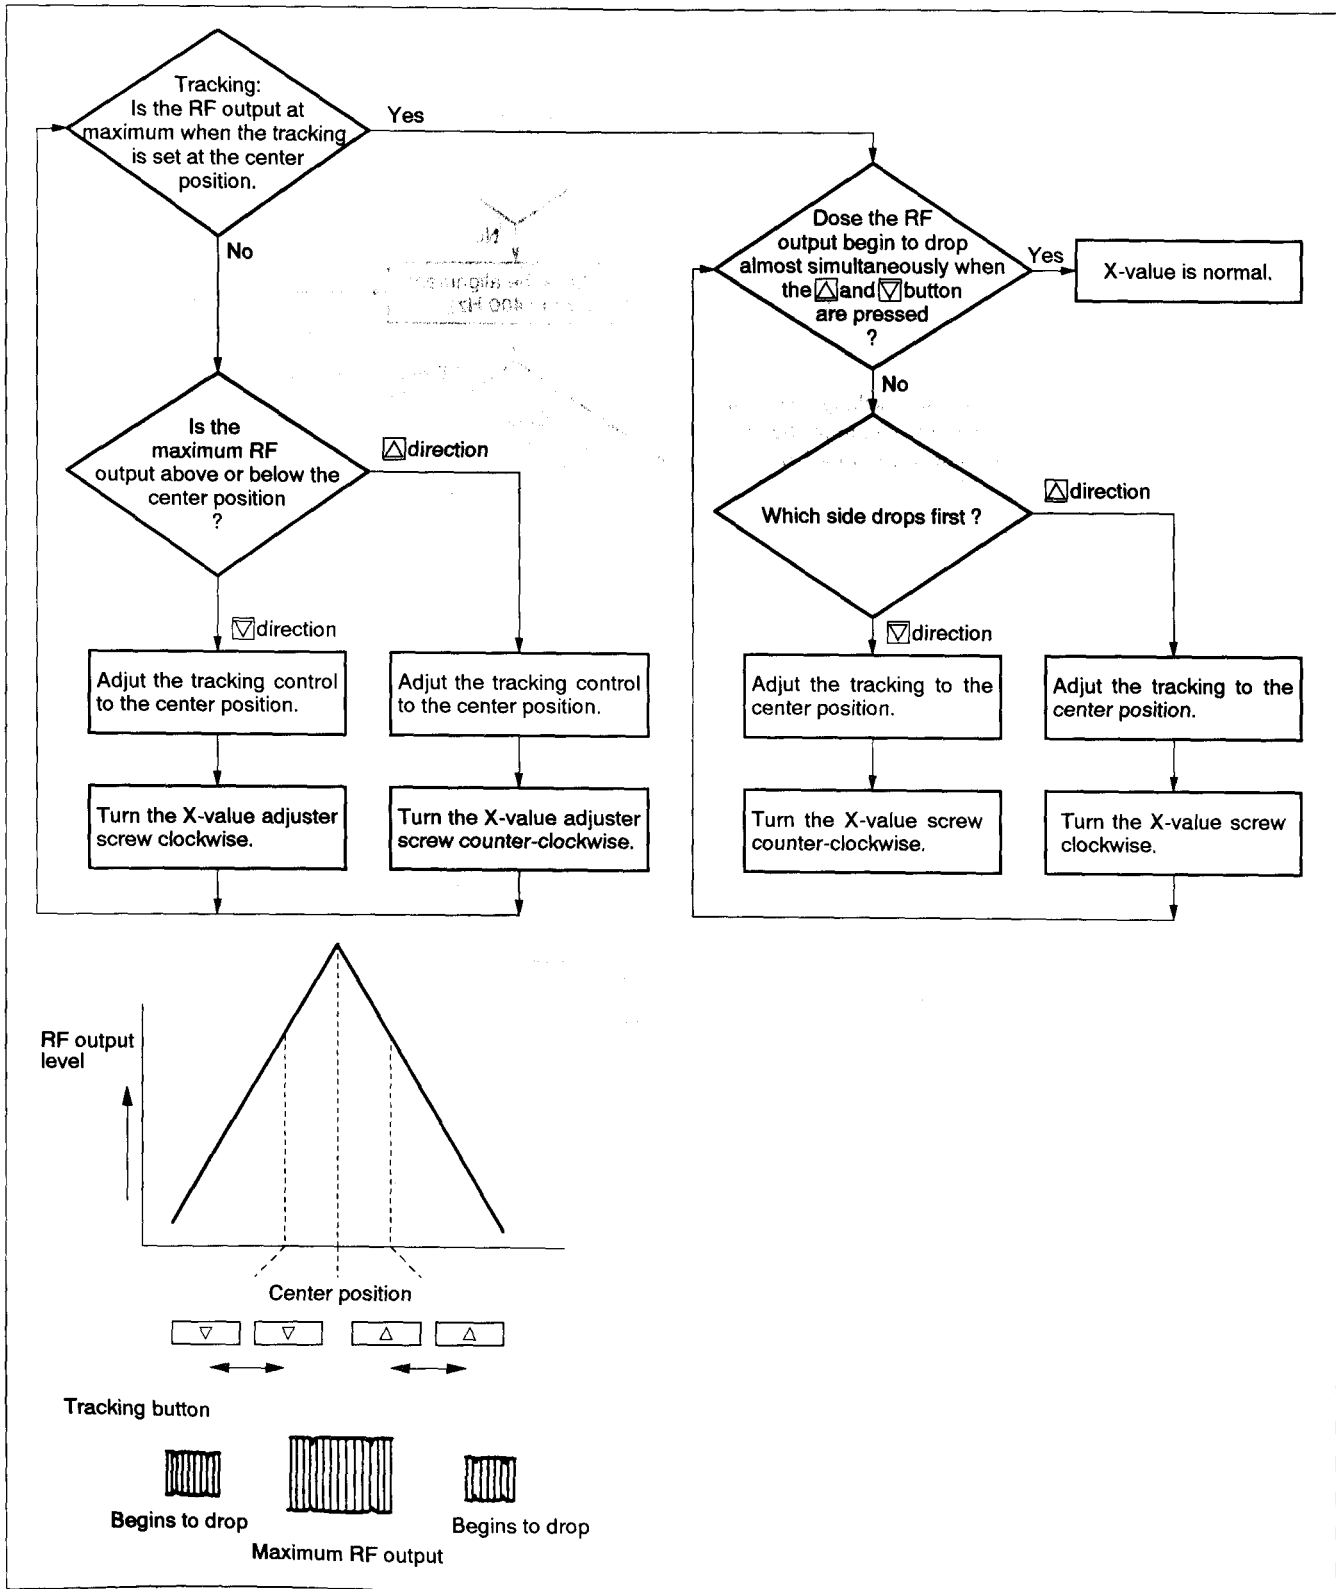 Tracking:
Is the RF output at
maximum when the tracking
is set at the center
position.
Yes
No
Is the
maximum RF
output above or below the
center position
?
△ direction
▽ direction
Adjut the tracking control
to the center position.
Adjut the tracking control
to the center position.
Turn the X-value adjuster
screw clockwise.
Turn the X-value adjuster
screw counter-clockwise.
Dose the RF
output begin to drop
almost simultaneously when
the △ and ▽ button
are pressed
?
Yes
X-value is normal.
No
Which side drops first ?
△ direction
▽ direction
Adjut the tracking to the
center position.
Adjut the tracking to the
center position.
Turn the X-value screw
counter-clockwise.
Turn the X-value screw
clockwise.
RF output
level
Center position
▽ ▽ △ △
Tracking button
Begins to drop
Begins to drop
Maximum RF output